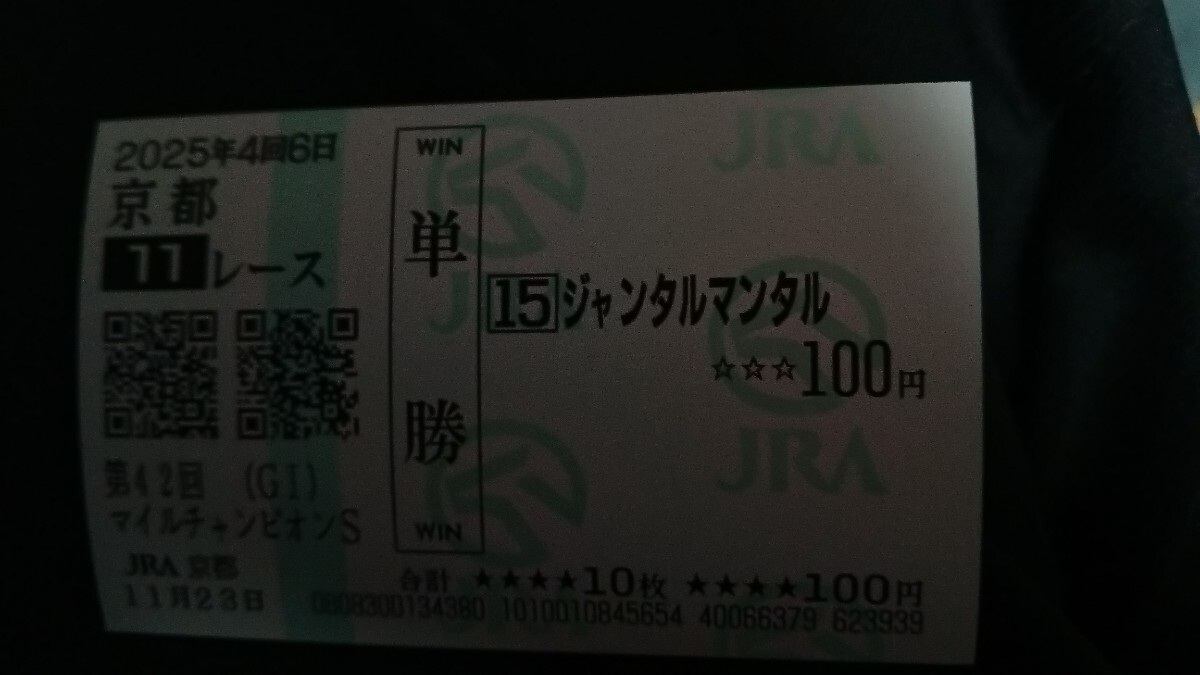 2025年4回6日
京都
11レース
第42回 (GI)
マイルチャンピオンS
JRA 京都
11月23日
WIN
単勝
WIN
15 ジャンタルマンタル
☆☆☆100円
合計 ★★★★10枚 ★★★★100円
0008300134380 1010010845654 40066379 623939
JRA
JRA